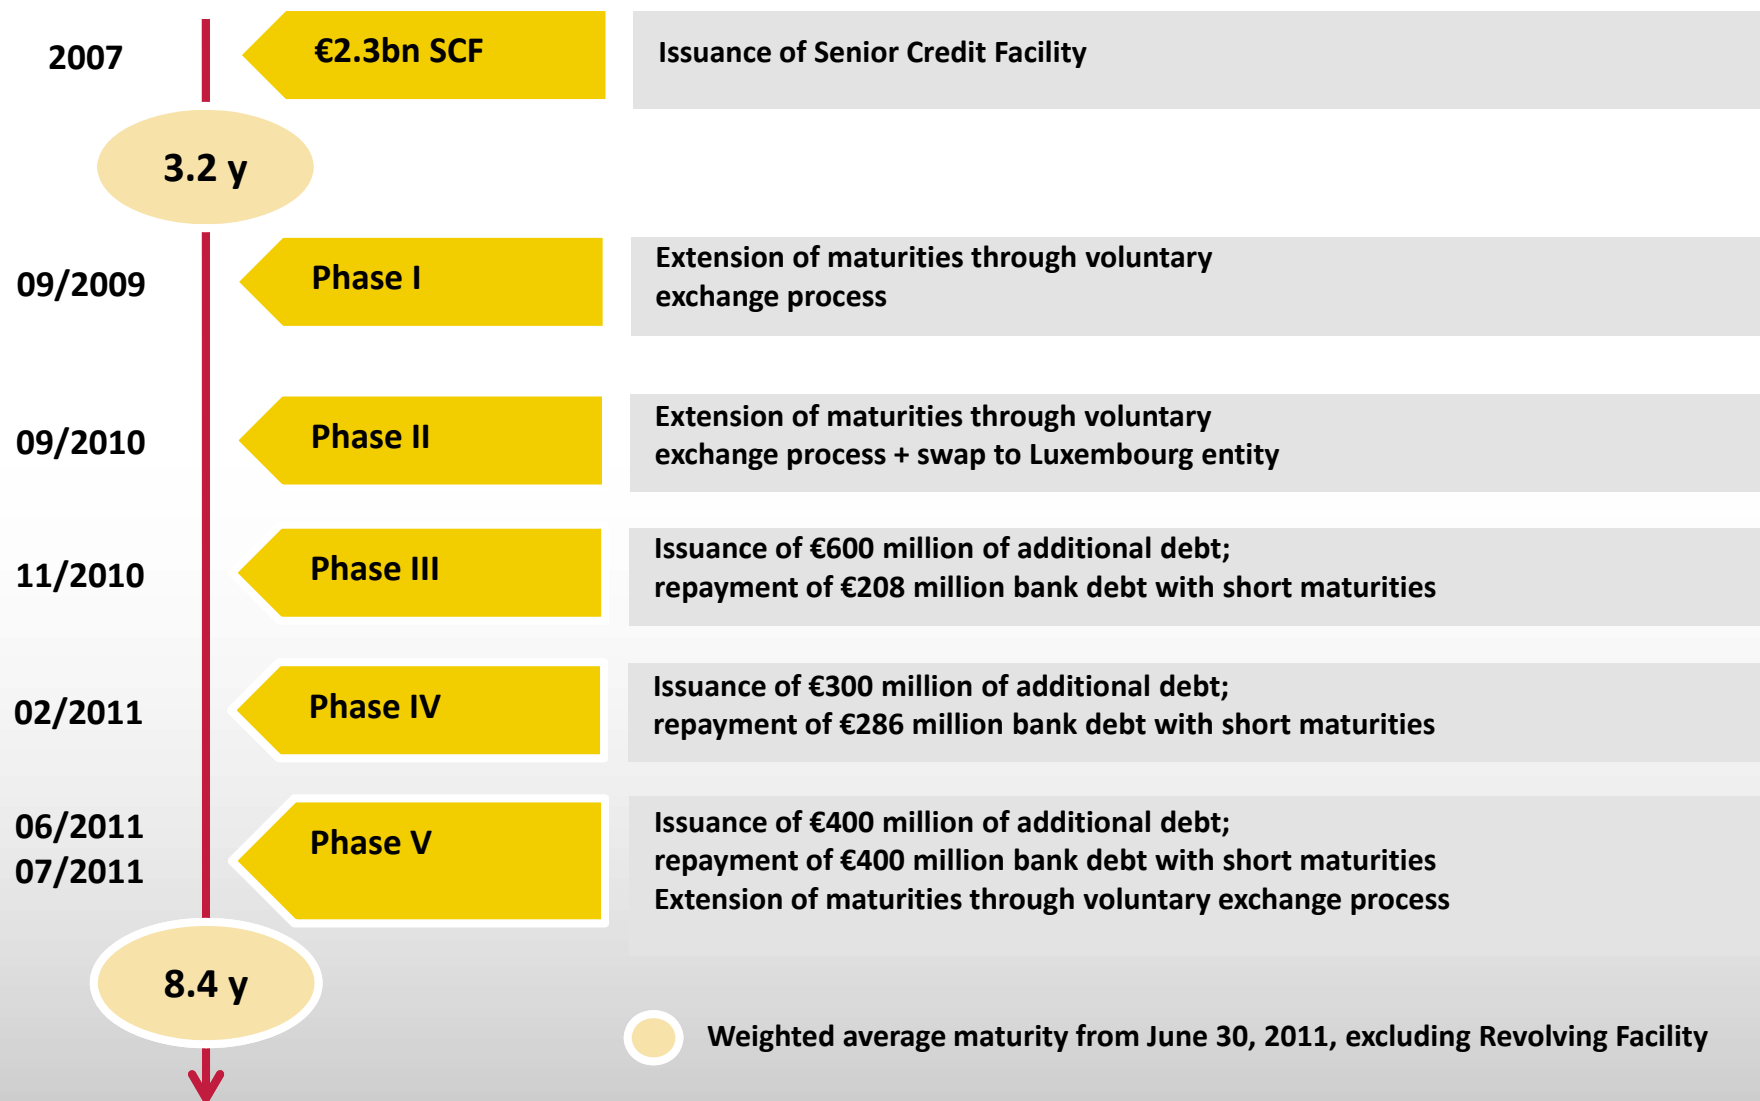 2007
€2.3bn SCF
Issuance of Senior Credit Facility
3.2 y
09/2009
Phase I
Extension of maturities through voluntary
exchange process
09/2010
Phase II
Extension of maturities through voluntary
exchange process + swap to Luxembourg entity
11/2010
Phase III
Issuance of €600 million of additional debt;
repayment of €208 million bank debt with short maturities
02/2011
Phase IV
Issuance of €300 million of additional debt;
repayment of €286 million bank debt with short maturities
06/2011
07/2011
Phase V
Issuance of €400 million of additional debt;
repayment of €400 million bank debt with short maturities
Extension of maturities through voluntary exchange process
8.4 y
Weighted average maturity from June 30, 2011, excluding Revolving Facility